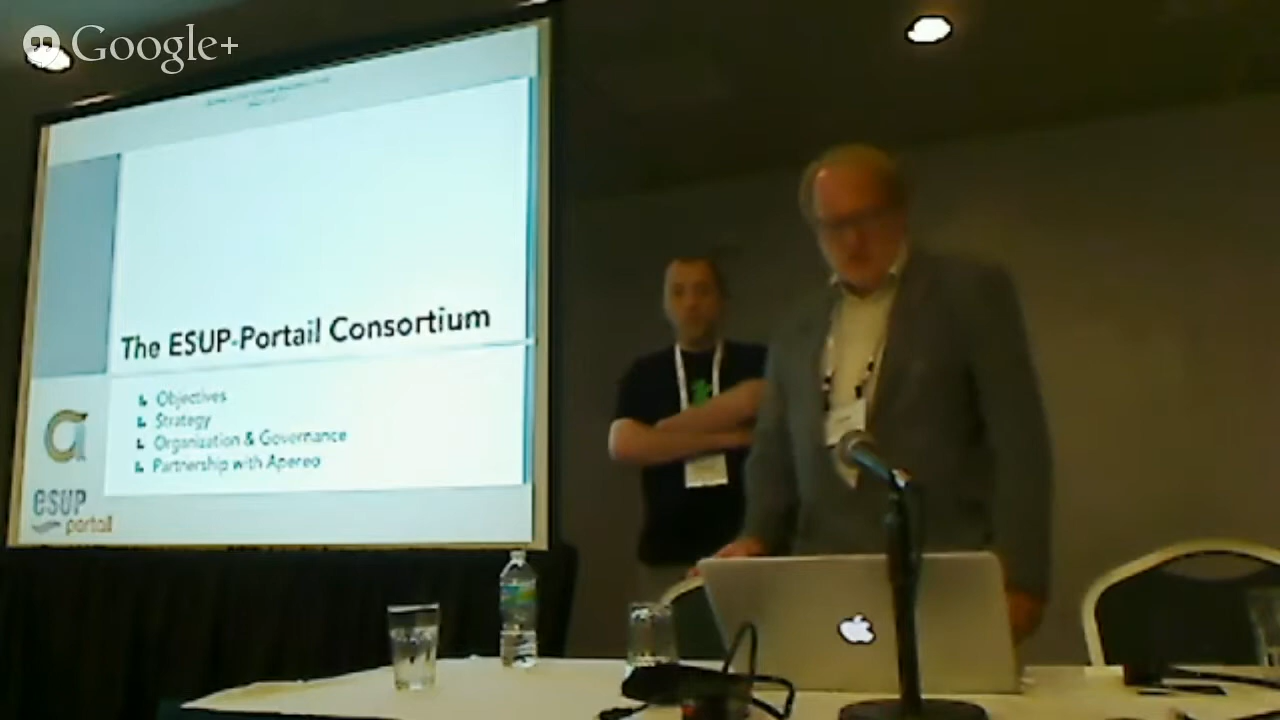 Google+
The ESUP-Portail Consortium
Objectives
Strategy
Organization & Governance
Partnership with Apereo
esup
portail